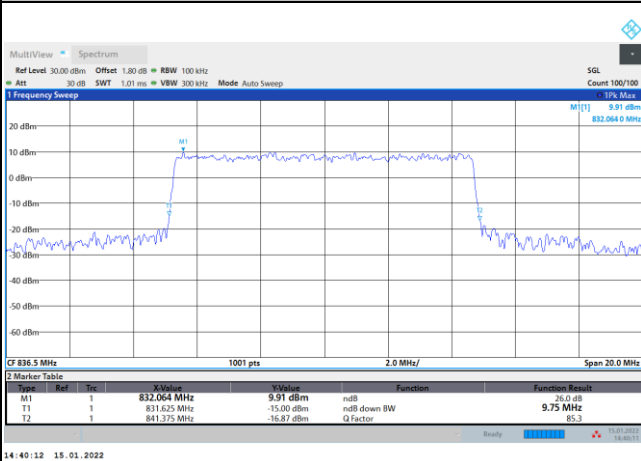 MultiView Spectrum
Ref Level 30.00 dBm Offset 1.80 dB RBW 100 kHz SGL
Att 30 dB SWT 1.01 ms VBW 300 kHz Mode Auto Sweep Count 100/100
1 Frequency Sweep 1Pk Max
M1[1] 9.91 dBm
832.064 0 MHz
20 dBm
M1
10 dBm
0 dBm
-10 dBm
T1
T2
-20 dBm
-30 dBm
-40 dBm
-50 dBm
-60 dBm
CF 836.5 MHz 1001 pts 2.0 MHz/ Span 20.0 MHz
2 Marker Table
Type Ref Trc X-Value Y-Value Function Function Result
M1 1 832.064 MHz 9.91 dBm ndB 26.0 dB
T1 1 831.625 MHz -15.00 dBm ndB down BW 9.75 MHz
T2 1 841.375 MHz -16.87 dBm Q Factor 85.3
Ready 15.01.2022
14:40:11
14:40:12 15.01.2022